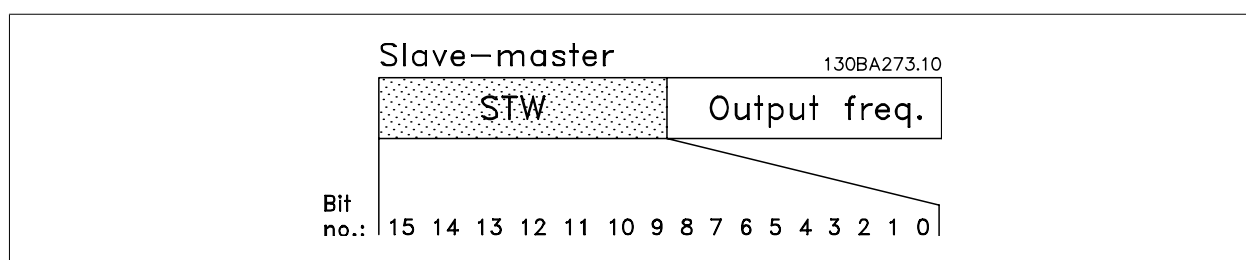 Slave-master
130BA273.10
STW Output freq.
Bit
no.: 15 14 13 12 11 10 9 8 7 6 5 4 3 2 1 0